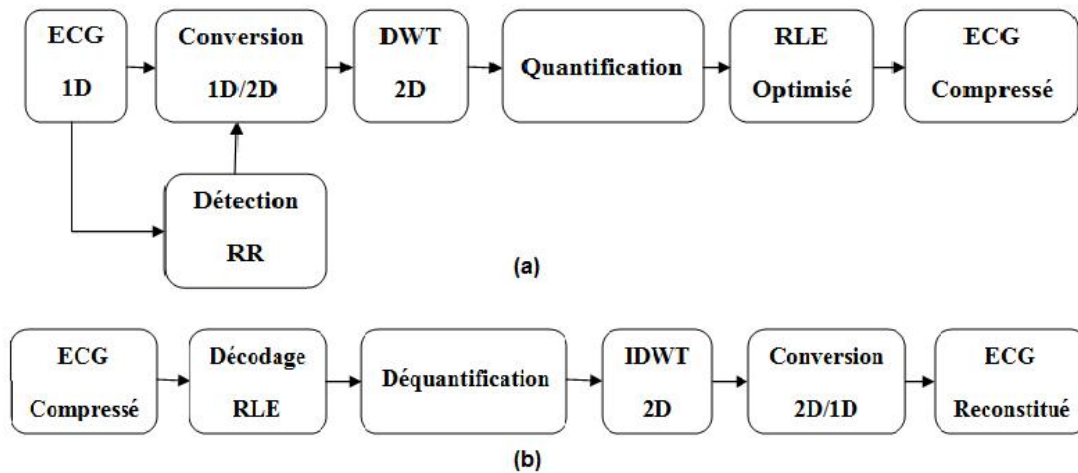 ECG
1D
Conversion
1D/2D
IDWT
2D
Quantification
RLE
Optimisé
ECG
Compressé
Détection
RR
(a)
ECG
Compressé
Décodage
RLE
Déquantification
IDWT
2D
Conversion
2D/1D
ECG
Reconstitué
(b)